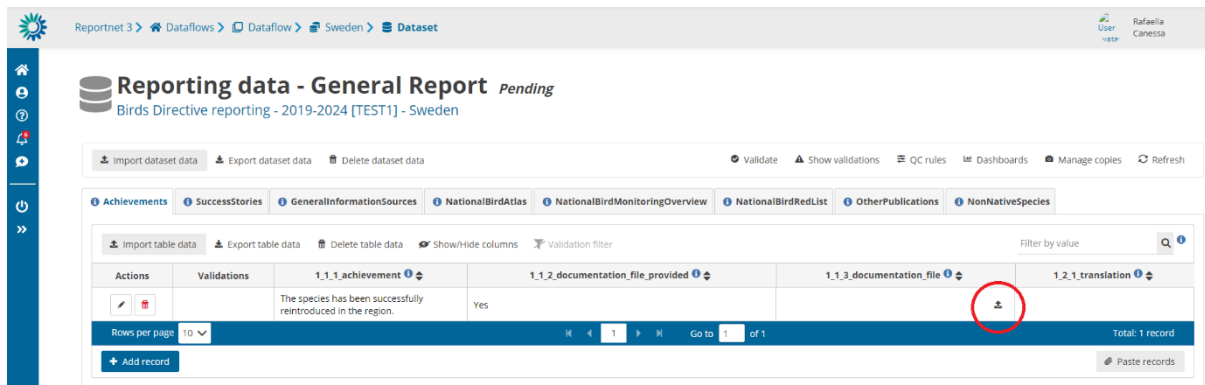 Reportnet 3 > Dataflows > Dataflow > Sweden > Dataset
User
Rafaella
Canessa
Reporting data - General Report Pending
Birds Directive reporting - 2019-2024 [TEST1] - Sweden
Import dataset data Export dataset data Delete dataset data Validate Show validations QC rules Dashboards Manage copies Refresh
Achievements SuccessStories GeneralInformationSources NationalBirdAtlas NationalBirdMonitoringOverview NationalBirdRedList OtherPublications NonNativeSpecies
Import table data Export table data Delete table data Show/Hide columns Validation filter Filter by value
Actions Validations 1_1_1_achievement 1_1_2_documentation_file_provided 1_1_3_documentation_file 1_2_1_translation
The species has been successfully
reintroduced in the region.
Yes
Rows per page 10 1 Go to 1 of 1 Total: 1 record
+ Add record Paste records